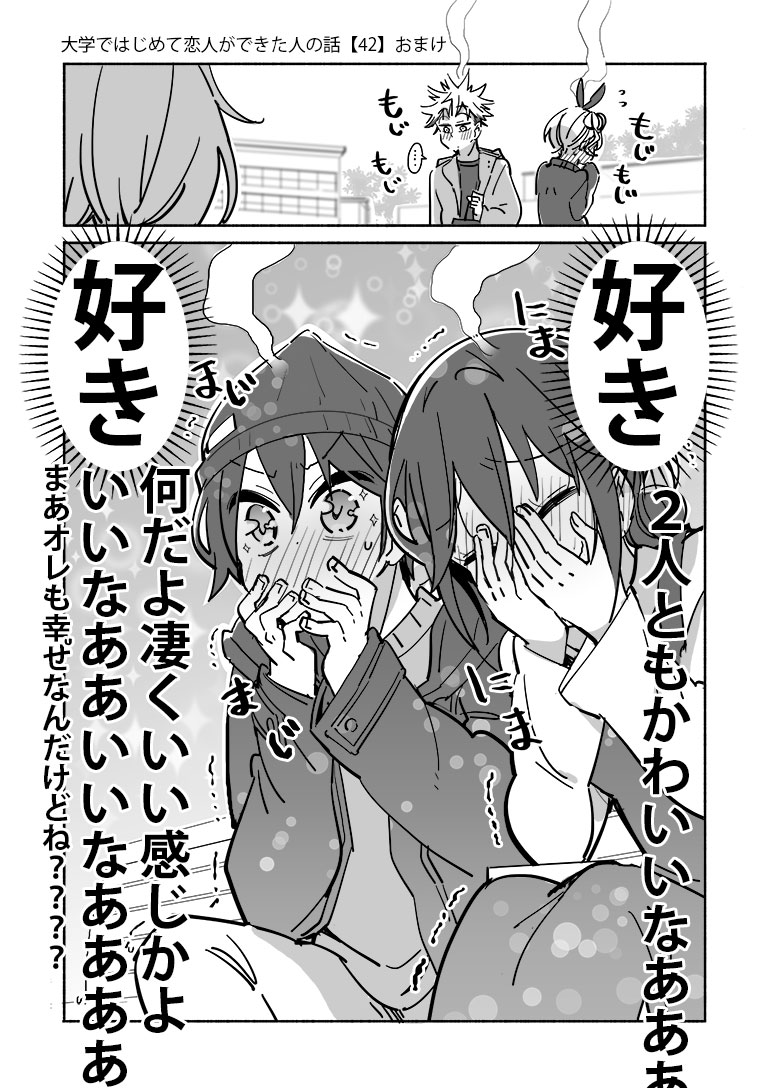 大学ではじめて恋人ができた人の話【42】おまけ
もじ
もじ
もじ
もじ
…
好き
2人ともかわいいなあああ
にま
にま
好き
何だよ凄くいい感じかよ
いいなああいいなああああ
まあオレも幸せなんだけどね????
まじ
まじ